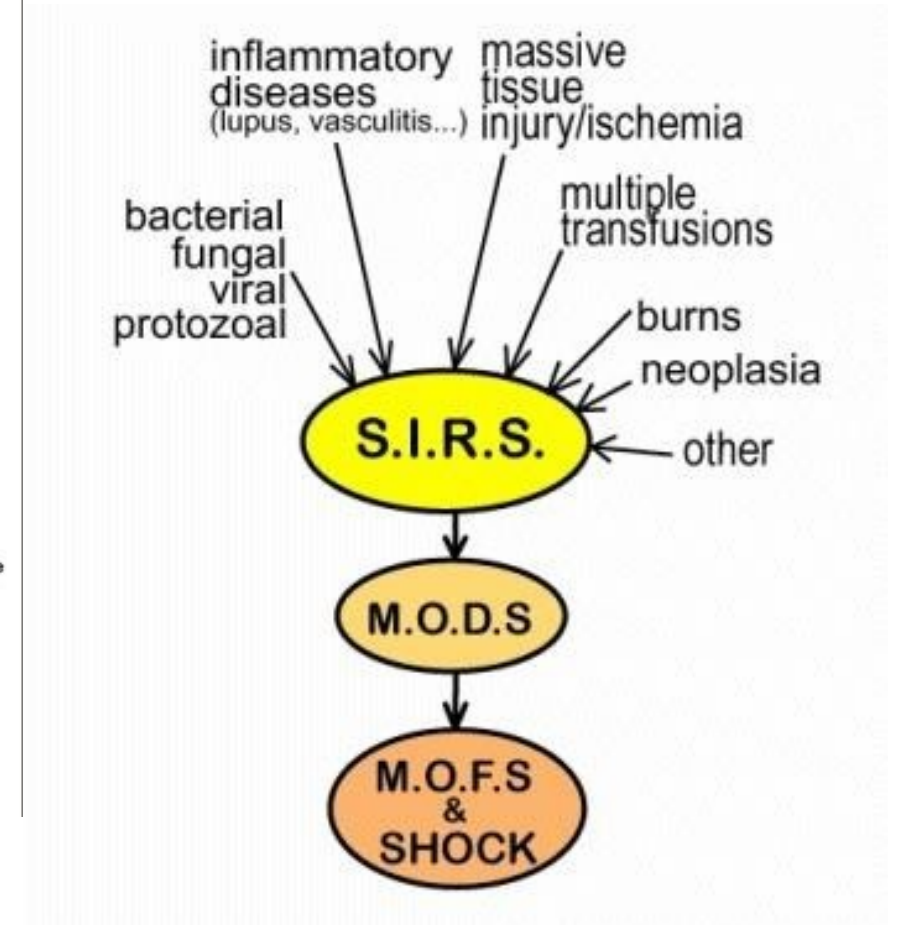 inflammatory
diseases
(lupus, vasculitis...)
massive
tissue
injury/ischemia
multiple
transfusions
bacterial
fungal
viral
protozoal
burns
neoplasia
other
S.I.R.S.
M.O.D.S
M.O.F.S
&
SHOCK